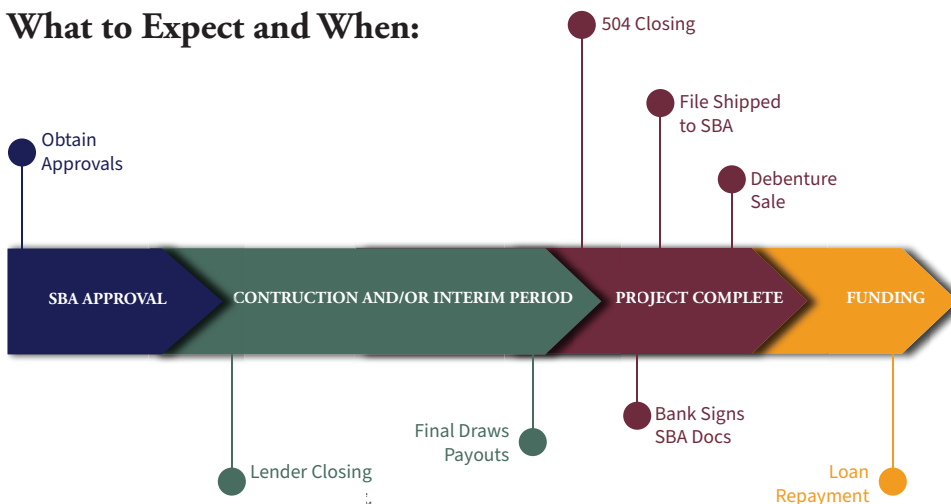 What to Expect and When:
504 Closing
File Shipped
to SBA
Obtain
Approvals
Debenture
Sale
SBA APPROVAL
CONTRUCTION AND/OR INTERIM PERIOD
PROJECT COMPLETE
FUNDING
Bank Signs
SBA Docs
Final Draws
Payouts
Lender Closing
Loan
Repayment